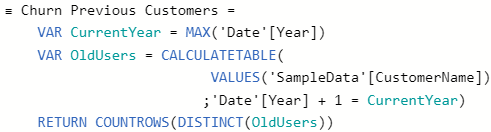 ≡ Churn Previous Customers =
VAR CurrentYear = MAX('Date'[Year])
VAR OldUsers = CALCULATETABLE(
VALUES('SampleData'[CustomerName])
;'Date'[Year] + 1 = CurrentYear)
RETURN COUNTROWS(DISTINCT(OldUsers))